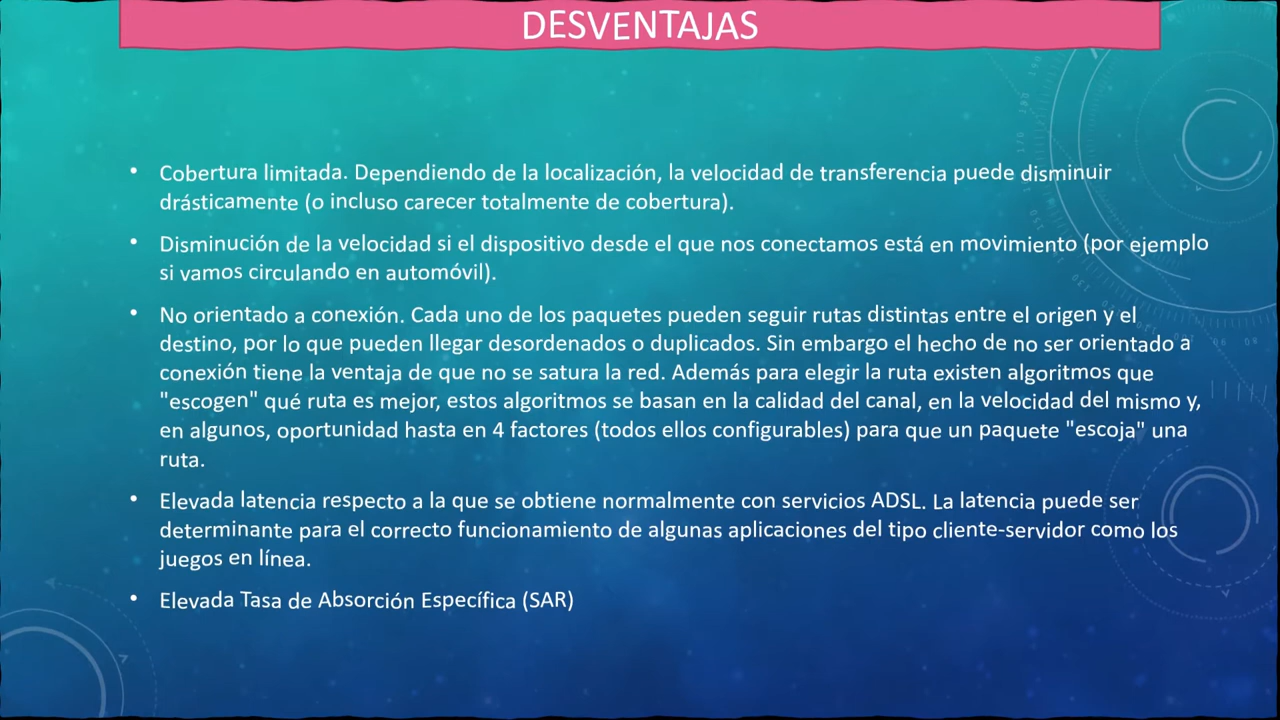 DESVENTAJAS
• Cobertura limitada. Dependiendo de la localización, la velocidad de transferencia puede disminuir
drásticamente (o incluso carecer totalmente de cobertura).
• Disminución de la velocidad si el dispositivo desde el que nos conectamos está en movimiento (por ejemplo
si vamos circulando en automóvil).
• No orientado a conexión. Cada uno de los paquetes pueden seguir rutas distintas entre el origen y el
destino, por lo que pueden llegar desordenados o duplicados. Sin embargo el hecho de no ser orientado a
conexión tiene la ventaja de que no se satura la red. Además para elegir la ruta existen algoritmos que
"escogen" qué ruta es mejor, estos algoritmos se basan en la calidad del canal, en la velocidad del mismo y,
en algunos, oportunidad hasta en 4 factores (todos ellos configurables) para que un paquete "escoja" una
ruta.
• Elevada latencia respecto a la que se obtiene normalmente con servicios ADSL. La latencia puede ser
determinante para el correcto funcionamiento de algunas aplicaciones del tipo cliente-servidor como los
juegos en línea.
• Elevada Tasa de Absorción Específica (SAR)